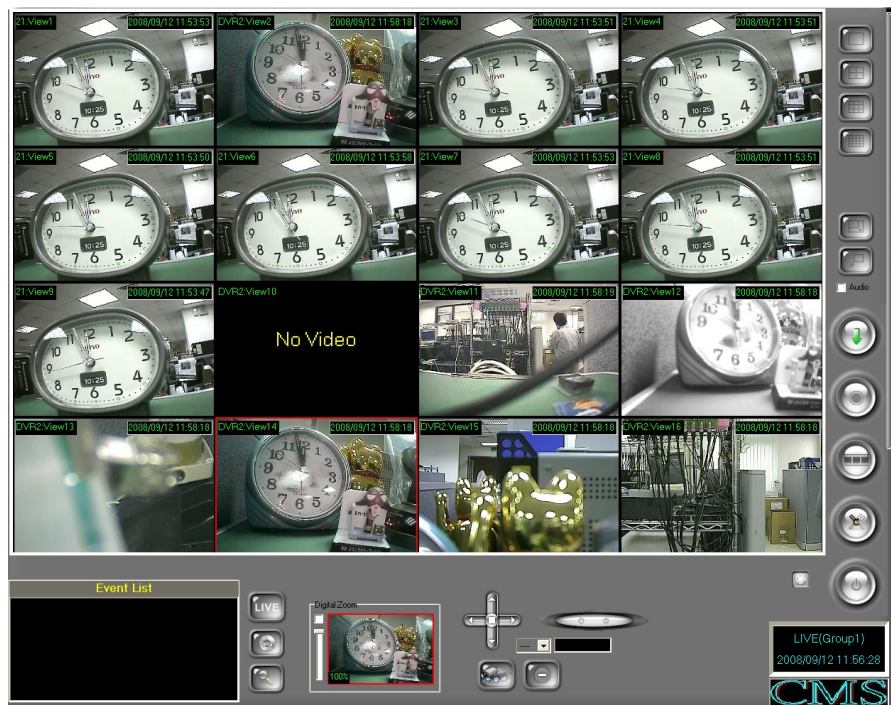 21:View1 2008/09/12 11:53:53
DVR2:View2 2008/09/12 11:58:18
21:View3 2008/09/12 11:53:51
21:View4 2008/09/12 11:53:51
21:View5 2008/09/12 11:53:50
21:View6 2008/09/12 11:53:58
21:View7 2008/09/12 11:53:53
21:View8 2008/09/12 11:53:51
21:View9 2008/09/12 11:53:47
DVR2:View10
No Video
DVR2:View11 2008/09/12 11:58:19
DVR2:View12 2008/09/12 11:58:18
DVR2:View13 2008/09/12 11:58:18
DVR2:View14 2008/09/12 11:58:18
DVR2:View15 2008/09/12 11:58:18
DVR2:View16 2008/09/12 11:58:18
Audio
Event List
LIVE
Digital Zoom
100%
LIVE(Group1)
2008/09/12 11:56:28
CMS